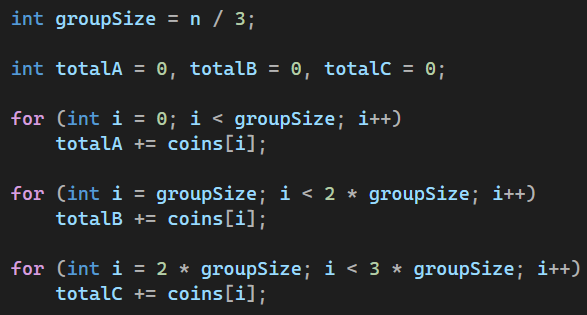 int groupSize = n / 3;
int totalA = 0, totalB = 0, totalC = 0;
for (int i = 0; i < groupSize; i++)
totalA += coins[i];
for (int i = groupSize; i < 2 * groupSize; i++)
totalB += coins[i];
for (int i = 2 * groupSize; i < 3 * groupSize; i++)
totalC += coins[i];